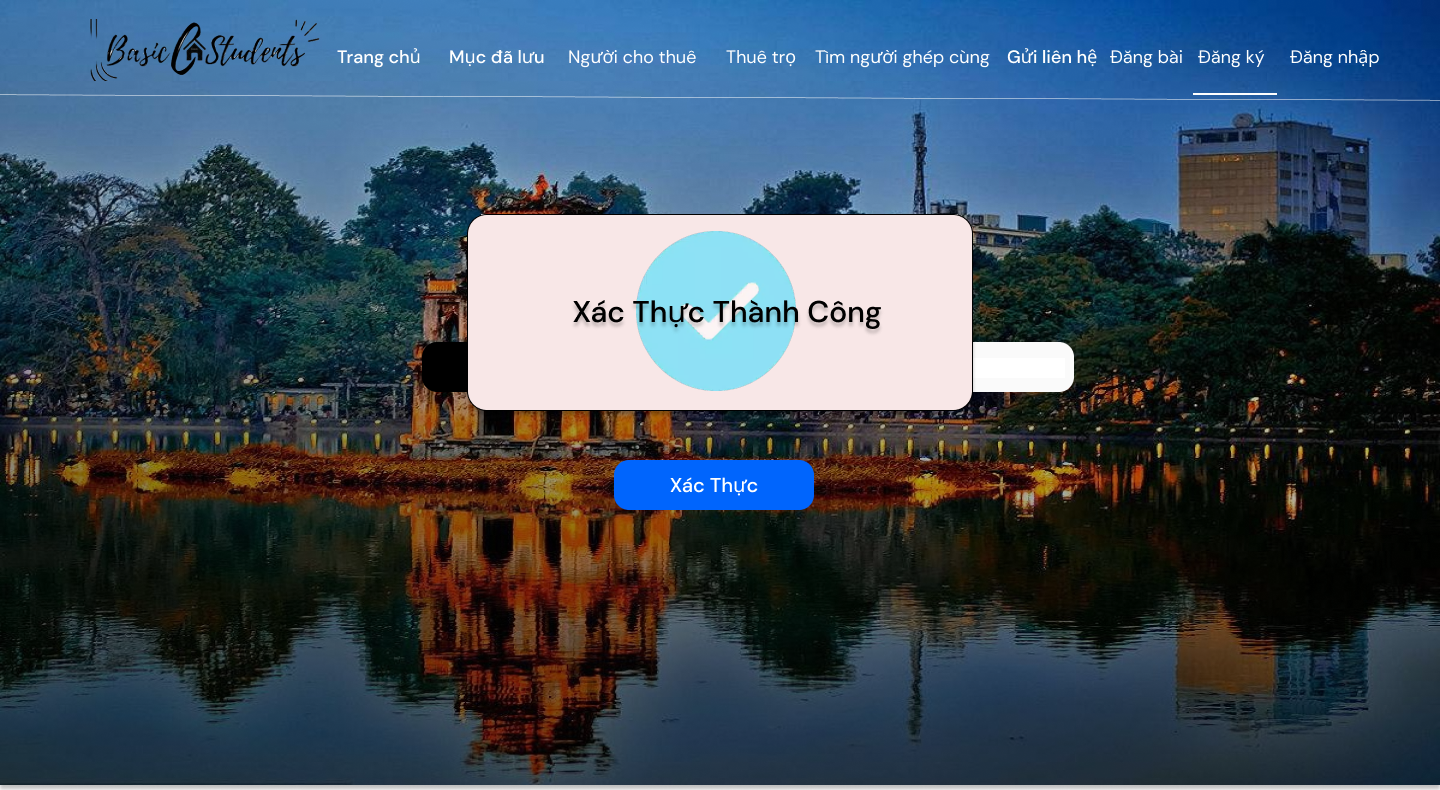 Basic Students
Trang chủ Mục đã lưu Người cho thuê Thuê trọ Tìm người ghép cùng Gửi liên hệ Đăng bài Đăng ký Đăng nhập
Xác Thực Thành Công
Xác Thực